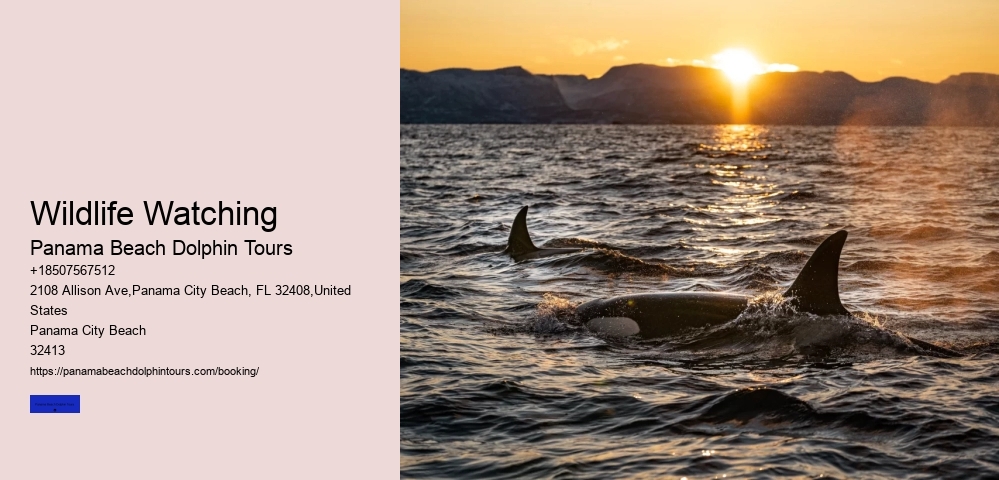 Wildlife Watching
Panama Beach Dolphin Tours
+18507567512
2108 Allison Ave,Panama City Beach, FL 32408,United
States
Panama City Beach
32413
https://panamabeachdolphintours.com/booking/